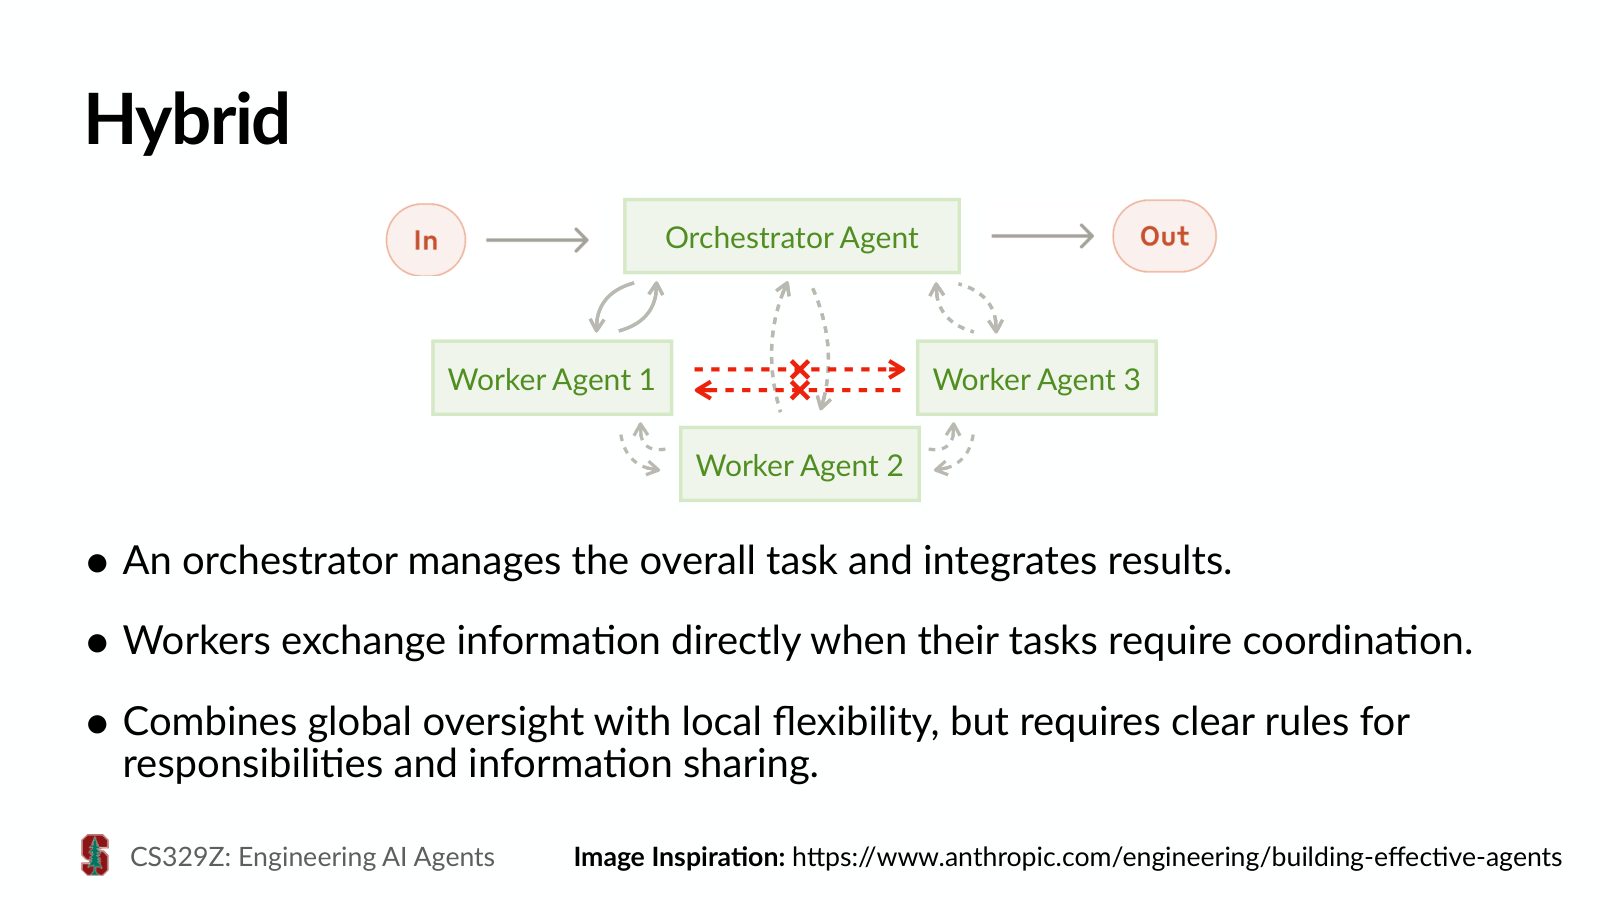 Hybrid
In
Orchestrator Agent
Out
Worker Agent 1
Worker Agent 3
Worker Agent 2
● An orchestrator manages the overall task and integrates results.
● Workers exchange information directly when their tasks require coordination.
● Combines global oversight with local flexibility, but requires clear rules for
responsibilities and information sharing.
CS329Z: Engineering AI Agents
Image Inspiration: https://www.anthropic.com/engineering/building-effective-agents